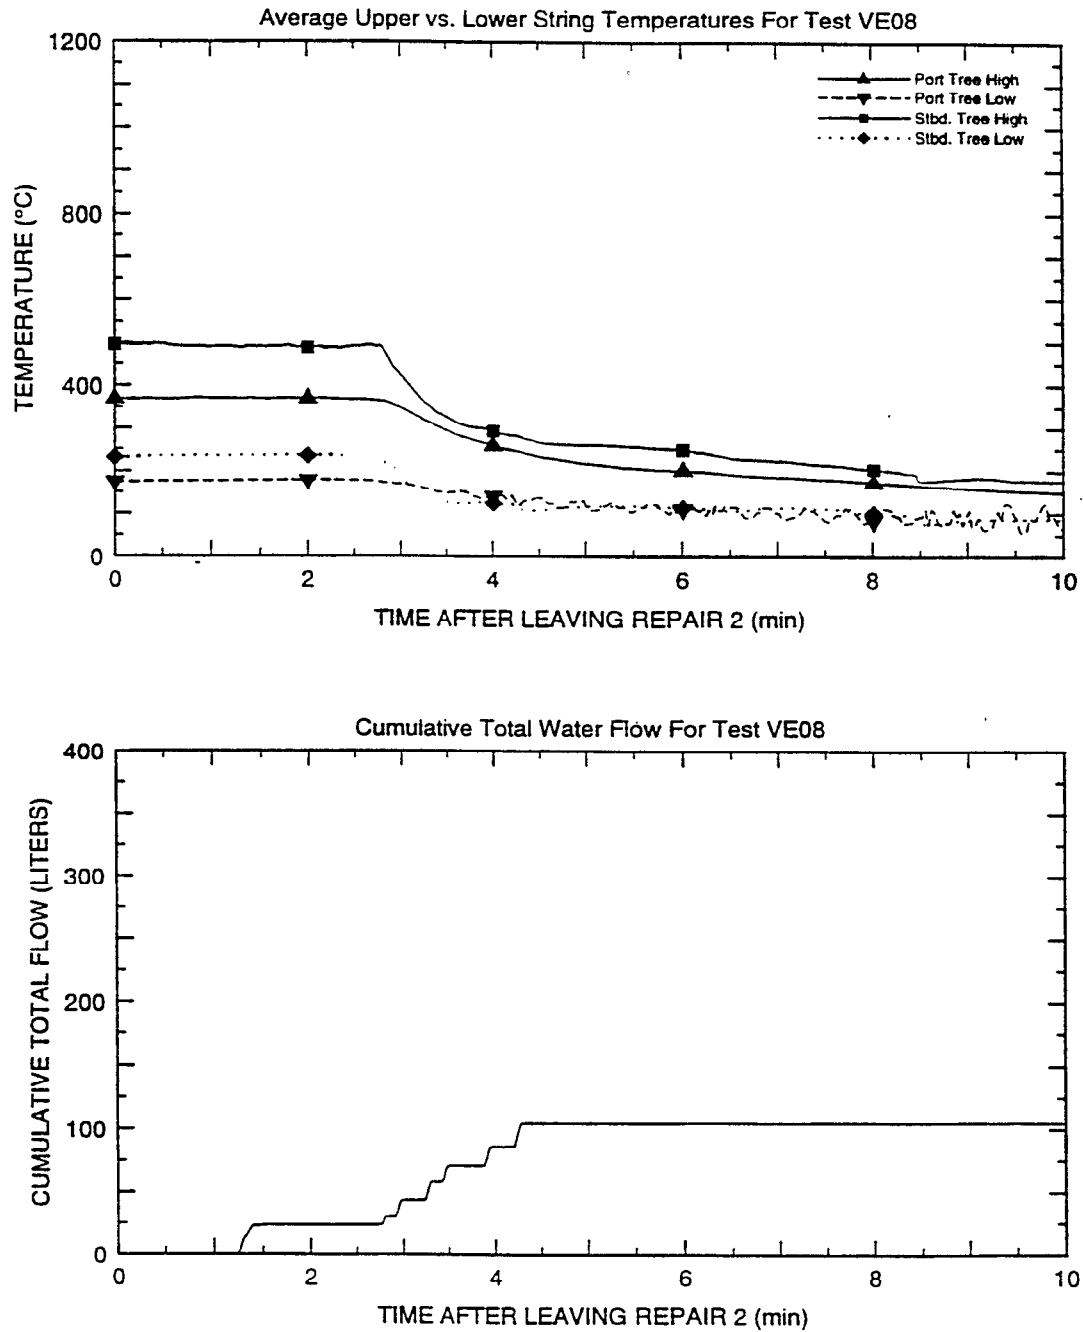 Average Upper vs. Lower String Temperatures For Test VE08
1200
800
400
0
TEMPERATURE (°C)
Port Tree High
Port Tree Low
Stbd. Tree High
Stbd. Tree Low
0 2 4 6 8 10
TIME AFTER LEAVING REPAIR 2 (min)
Cumulative Total Water Flow For Test VE08
400
300
200
100
0
CUMULATIVE TOTAL FLOW (LITERS)
0 2 4 6 8 10
TIME AFTER LEAVING REPAIR 2 (min)